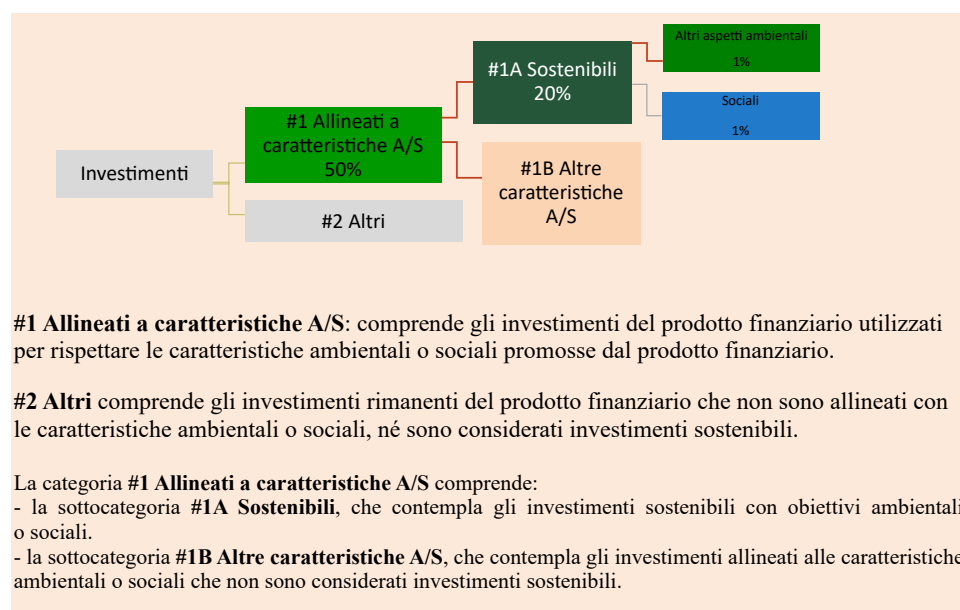 Altri aspetti ambientali
1%
#1A Sostenibili
20%
Sociali
1%
#1 Allineati a
caratteristiche A/S
50%
Investimenti
#1B Altre
caratteristiche
A/S
#2 Altri
#1 Allineati a caratteristiche A/S: comprende gli investimenti del prodotto finanziario utilizzati
per rispettare le caratteristiche ambientali o sociali promosse dal prodotto finanziario.
#2 Altri comprende gli investimenti rimanenti del prodotto finanziario che non sono allineati con
le caratteristiche ambientali o sociali, né sono considerati investimenti sostenibili.
La categoria #1 Allineati a caratteristiche A/S comprende:
- la sottocategoria #1A Sostenibili, che contempla gli investimenti sostenibili con obiettivi ambientali
o sociali.
- la sottocategoria #1B Altre caratteristiche A/S, che contempla gli investimenti allineati alle caratteristiche
ambientali o sociali che non sono considerati investimenti sostenibili.